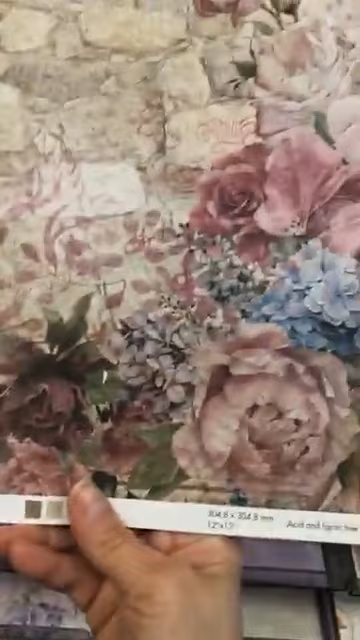 304.8 x 304.8 mm
12"x12"
Acid and lignin free